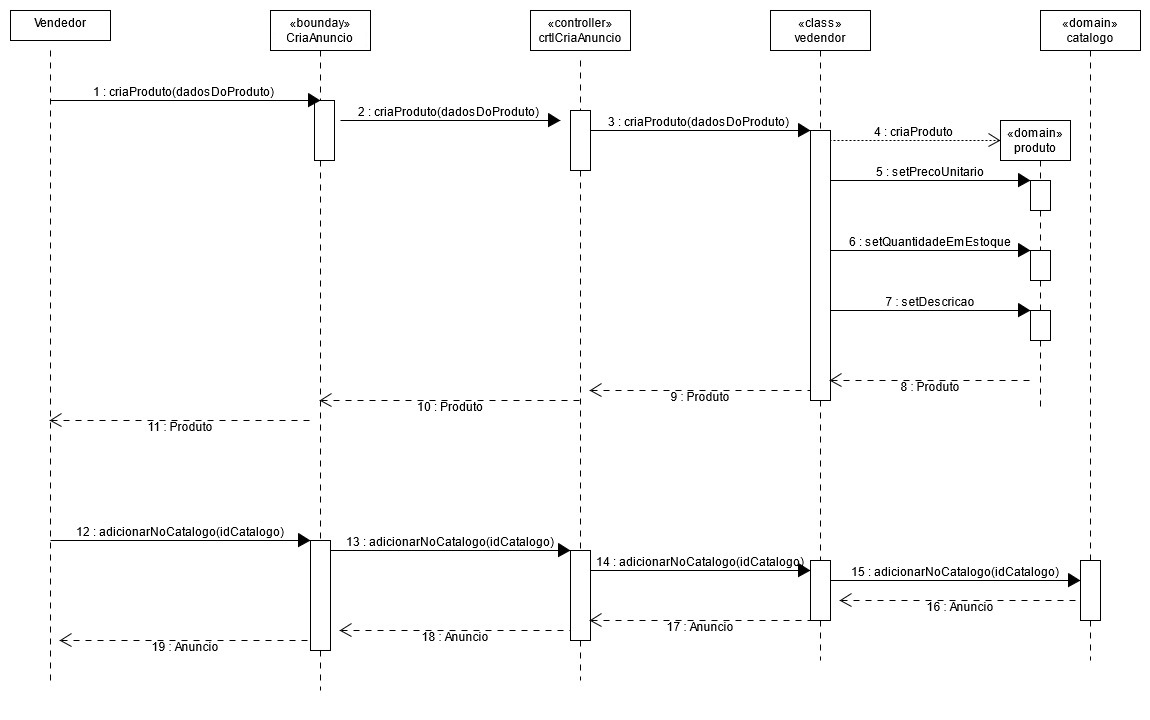 Vendedor
«bounday»
CriaAnuncio
«controller»
crtlCriaAnuncio
«class»
vedendor
«domain»
catalogo
1 : criaProduto(dadosDoProduto)
2 : criaProduto(dadosDoProduto)
3 : criaProduto(dadosDoProduto)
4 : criaProduto
«domain»
produto
5 : setPrecoUnitario
6 : setQuantidadeEmEstoque
7 : setDescricao
8 : Produto
9 : Produto
10 : Produto
11 : Produto
12 : adicionarNoCatalogo(idCatalogo)
13 : adicionarNoCatalogo(idCatalogo)
14 : adicionarNoCatalogo(idCatalogo)
15 : adicionarNoCatalogo(idCatalogo)
16 : Anuncio
17 : Anuncio
18 : Anuncio
19 : Anuncio